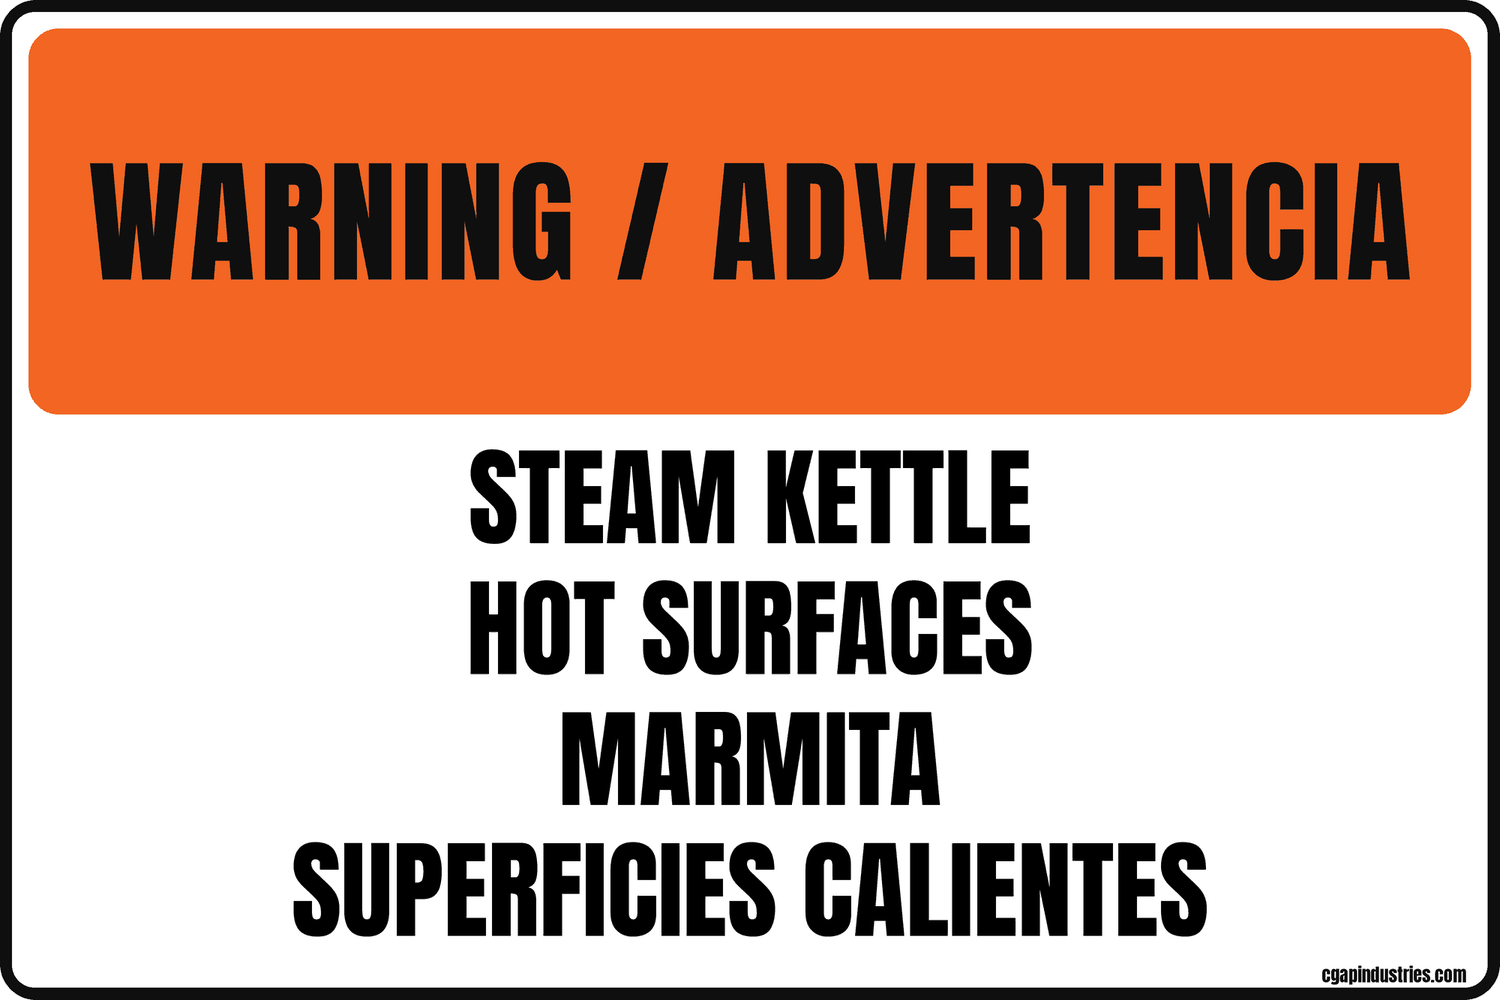 WARNING / ADVERTENCIA
STEAM KETTLE
HOT SURFACES
MARMITA
SUPERFICIES CALIENTES
cgapindustries.com